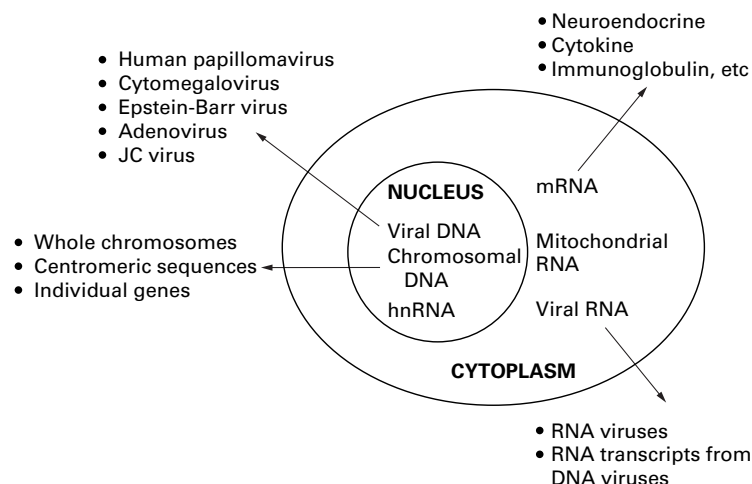 • Neuroendocrine
• Cytokine
• Immunoglobulin, etc
• Human papillomavirus
• Cytomegalovirus
• Epstein-Barr virus
• Adenovirus
• JC virus
• Whole chromosomes
• Centromeric sequences
• Individual genes
NUCLEUS
Viral DNA
Chromosomal
DNA
hnRNA
mRNA
Mitochondrial
RNA
Viral RNA
CYTOPLASM
• RNA viruses
• RNA transcripts from
DNA viruses